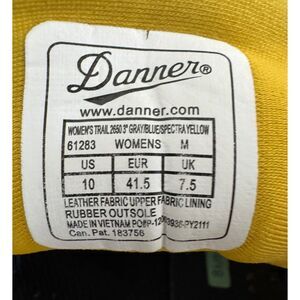 Danner®
www.danner.com
WOMEN'S TRAIL 2650 3" GRAY/BLUE/SPECTRA YELLOW
61283 WOMENS M
US EUR UK
10 41.5 7.5
LEATHER FABRIC UPPER FABRIC LINING
RUBBER OUTSOLE
MADE IN VIETNAM
Can. Pat. 183756